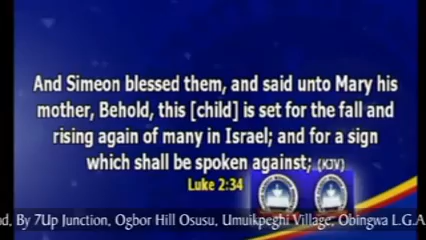 And Simeon blessed them, and said unto Mary his
mother, Behold, this [child] is set for the fall and
rising again of many in Israel; and for a sign
which shall be spoken against; (KJV)
Luke 2:34
By 7Up Junction, Ogbor Hill Osusu, Umuikpeghi Village, Obingwa L.G.A